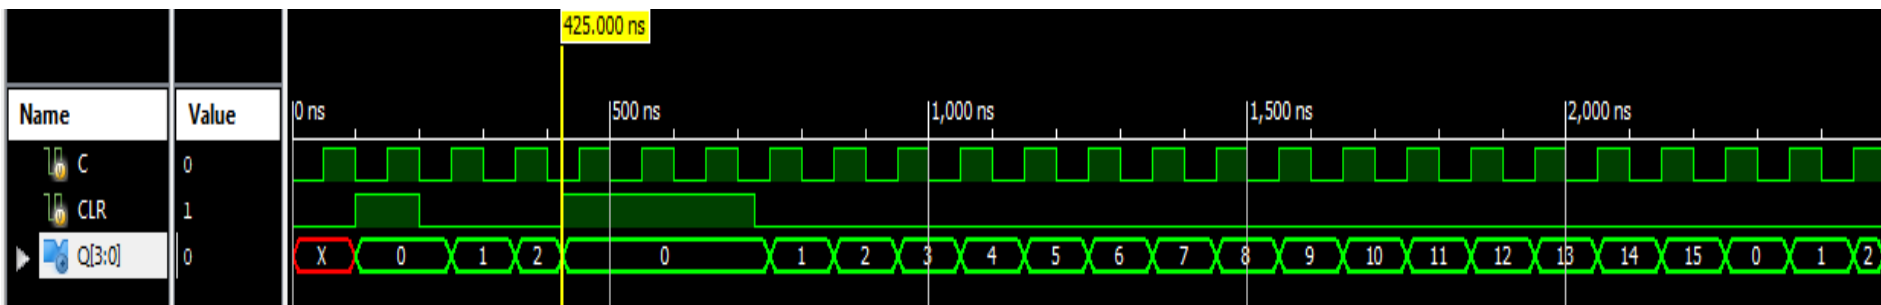 425.000 ns
Name Value 0 ns 500 ns 1,000 ns 1,500 ns 2,000 ns
C 0
CLR 1
Q[3:0] 0 X 0 1 2 0 1 2 3 4 5 6 7 8 9 10 11 12 13 14 15 0 1 2